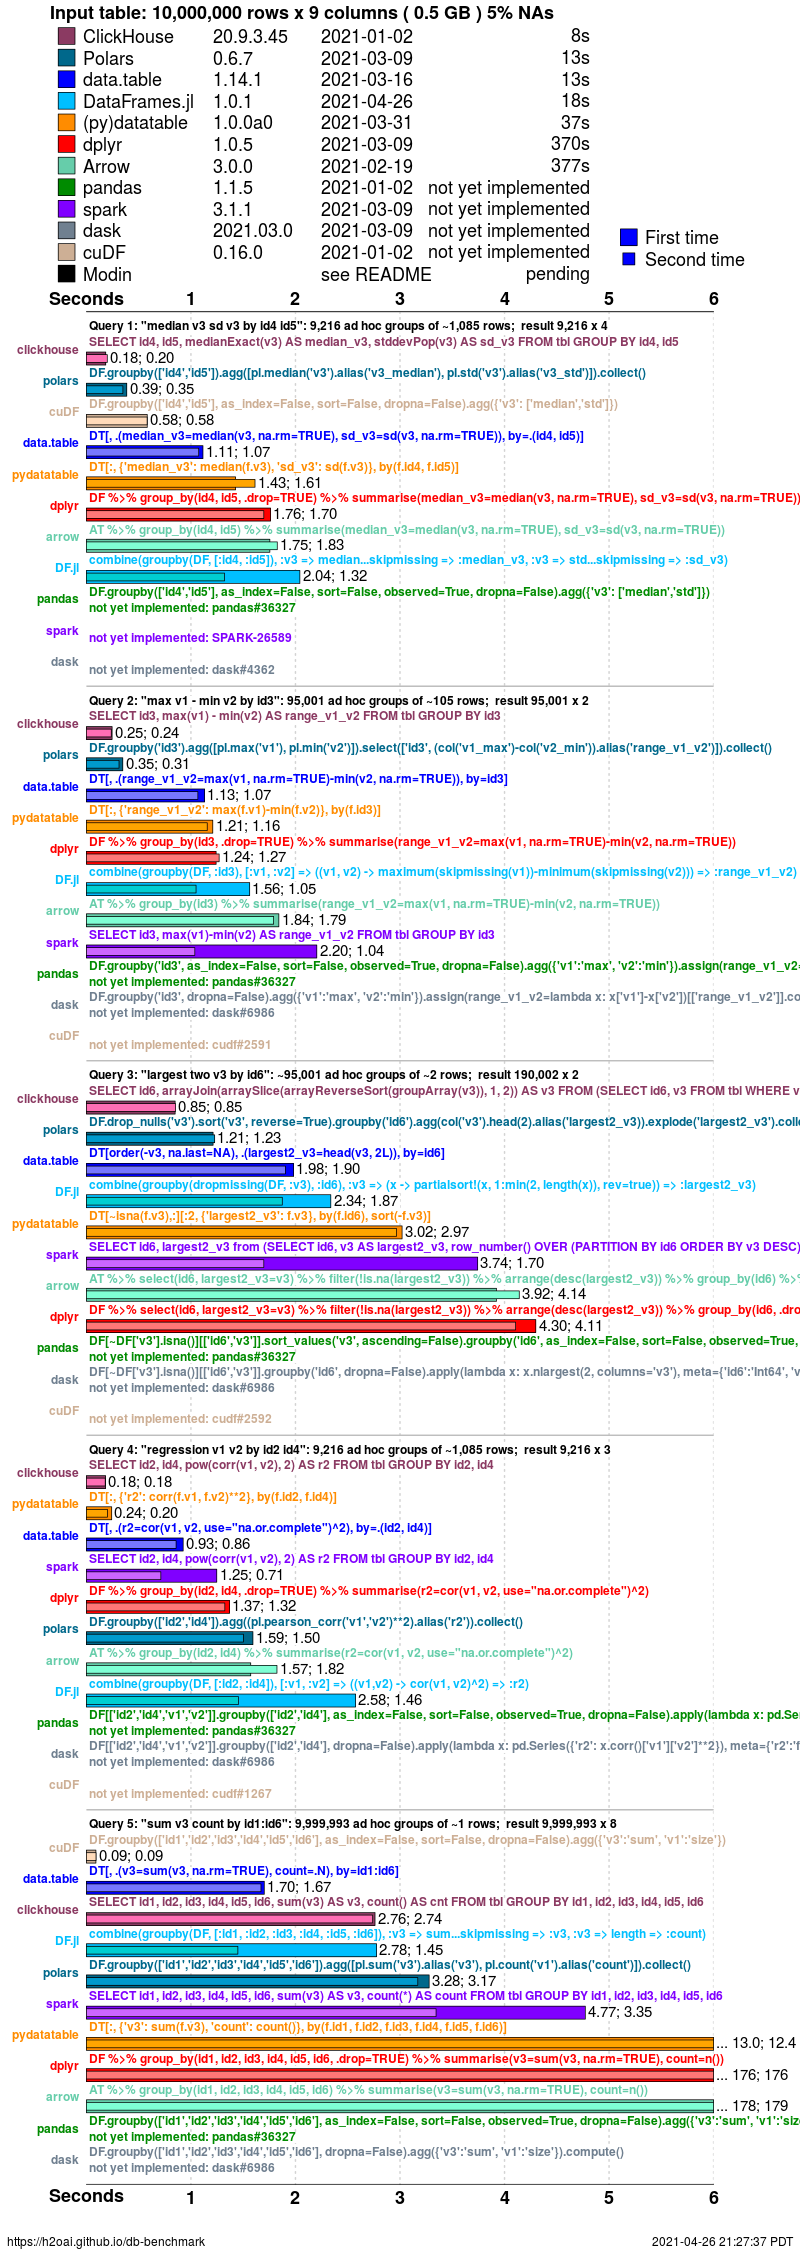 Input table: 10,000,000 rows x 9 columns ( 0.5 GB ) 5% NAs
ClickHouse 20.9.3.45 2021-01-02 8s
Polars 0.6.7 2021-03-09 13s
data.table 1.14.1 2021-03-16 13s
DataFrames.jl 1.0.1 2021-04-26 18s
(py)datatable 1.0.0a0 2021-03-31 37s
dplyr 1.0.5 2021-03-09 370s
Arrow 3.0.0 2021-02-19 377s
pandas 1.1.5 2021-01-02 not yet implemented
spark 3.1.1 2021-03-09 not yet implemented
dask 2021.03.0 2021-03-09 not yet implemented
cuDF 0.16.0 2021-01-02 not yet implemented
Modin see README pending
First time
Second time
Seconds 1 2 3 4 5 6
Query 1: "median v3 sd v3 by id4 id5": 9,216 ad hoc groups of ~1,085 rows; result 9,216 x 4
SELECT id4, id5, medianExact(v3) AS median_v3, stddevPop(v3) AS sd_v3 FROM tbl GROUP BY id4, id5
clickhouse 0.18; 0.20
DF.groupby(['id4','id5']).agg([pl.median('v3').alias('v3_median'), pl.std('v3').alias('v3_std')]).collect()
polars 0.39; 0.35
DF.groupby(['id4','id5'], as_index=False, sort=False, dropna=False).agg({'v3': ['median','std']})
cuDF 0.58; 0.58
DT[, .(median_v3=median(v3, na.rm=TRUE), sd_v3=sd(v3, na.rm=TRUE)), by=.(id4, id5)]
data.table 1.11; 1.07
DT[:, {'median_v3': median(f.v3), 'sd_v3': sd(f.v3)}, by(f.id4, f.id5)]
pydatatable 1.43; 1.61
DF %>% group_by(id4, id5, .drop=TRUE) %>% summarise(median_v3=median(v3, na.rm=TRUE), sd_v3=sd(v3, na.rm=TRUE))
dplyr 1.76; 1.70
AT %>% group_by(id4, id5) %>% summarise(median_v3=median(v3, na.rm=TRUE), sd_v3=sd(v3, na.rm=TRUE))
arrow 1.75; 1.83
combine(groupby(DF, [:id4, :id5]), :v3 => median...skipmissing => :median_v3, :v3 => std...skipmissing => :sd_v3)
DF.jl 2.04; 1.32
DF.groupby(['id4','id5'], as_index=False, sort=False, observed=True, dropna=False).agg({'v3': ['median','std']})
pandas not yet implemented: pandas#36327
spark not yet implemented: SPARK-26589
dask not yet implemented: dask#4362
Query 2: "max v1 - min v2 by id3": 95,001 ad hoc groups of ~105 rows; result 95,001 x 2
SELECT id3, max(v1) - min(v2) AS range_v1_v2 FROM tbl GROUP BY id3
clickhouse 0.25; 0.24
DF.groupby('id3').agg([pl.max('v1'), pl.min('v2')]).select(['id3', (col('v1_max')-col('v2_min')).alias('range_v1_v2')]).collect()
polars 0.35; 0.31
DT[, .(range_v1_v2=max(v1, na.rm=TRUE)-min(v2, na.rm=TRUE)), by=id3]
data.table 1.13; 1.07
DT[:, {'range_v1_v2': max(f.v1)-min(f.v2)}, by(f.id3)]
pydatatable 1.21; 1.16
DF %>% group_by(id3, .drop=TRUE) %>% summarise(range_v1_v2=max(v1, na.rm=TRUE)-min(v2, na.rm=TRUE))
dplyr 1.24; 1.27
combine(groupby(DF, :id3), [:v1, :v2] => ((v1, v2) -> maximum(skipmissing(v1))-minimum(skipmissing(v2))) => :range_v1_v2)
DF.jl 1.56; 1.05
AT %>% group_by(id3) %>% summarise(range_v1_v2=max(v1, na.rm=TRUE)-min(v2, na.rm=TRUE))
arrow 1.84; 1.79
SELECT id3, max(v1)-min(v2) AS range_v1_v2 FROM tbl GROUP BY id3
spark 2.20; 1.04
DF.groupby('id3', as_index=False, sort=False, observed=True, dropna=False).agg({'v1':'max', 'v2':'min'}).assign(range_v1_v2=
pandas not yet implemented: pandas#36327
DF.groupby('id3', dropna=False).agg({'v1':'max', 'v2':'min'}).assign(range_v1_v2=lambda x: x['v1']-x['v2'])[['range_v1_v2']].co
dask not yet implemented: dask#6986
cuDF not yet implemented: cudf#2591
Query 3: "largest two v3 by id6": ~95,001 ad hoc groups of ~2 rows; result 190,002 x 2
SELECT id6, arrayJoin(arraySlice(arrayReverseSort(groupArray(v3)), 1, 2)) AS v3 FROM (SELECT id6, v3 FROM tbl WHERE v
clickhouse 0.85; 0.85
DF.drop_nulls('v3').sort('v3', reverse=True).groupby('id6').agg(col('v3').head(2).alias('largest2_v3')).explode('largest2_v3').colle
polars 1.21; 1.23
DT[order(-v3, na.last=NA), .(largest2_v3=head(v3, 2L)), by=id6]
data.table 1.98; 1.90
combine(groupby(dropmissing(DF, :v3), :id6), :v3 => (x -> partialsort!(x, 1:min(2, length(x)), rev=true)) => :largest2_v3)
DF.jl 2.34; 1.87
DT[~isna(f.v3),:][:2, {'largest2_v3': f.v3}, by(f.id6), sort(-f.v3)]
pydatatable 3.02; 2.97
SELECT id6, largest2_v3 from (SELECT id6, v3 AS largest2_v3, row_number() OVER (PARTITION BY id6 ORDER BY v3 DESC)
spark 3.74; 1.70
AT %>% select(id6, largest2_v3=v3) %>% filter(!is.na(largest2_v3)) %>% arrange(desc(largest2_v3)) %>% group_by(id6) %>%
arrow 3.92; 4.14
DF %>% select(id6, largest2_v3=v3) %>% filter(!is.na(largest2_v3)) %>% arrange(desc(largest2_v3)) %>% group_by(id6, .dro
dplyr 4.30; 4.11
DF[~DF['v3'].isna()][['id6','v3']].sort_values('v3', ascending=False).groupby('id6', as_index=False, sort=False, observed=True,
pandas not yet implemented: pandas#36327
DF[~DF['v3'].isna()][['id6','v3']].groupby('id6', dropna=False).apply(lambda x: x.nlargest(2, columns='v3'), meta={'id6':'Int64', 'v
dask not yet implemented: dask#6986
cuDF not yet implemented: cudf#2592
Query 4: "regression v1 v2 by id2 id4": 9,216 ad hoc groups of ~1,085 rows; result 9,216 x 3
SELECT id2, id4, pow(corr(v1, v2), 2) AS r2 FROM tbl GROUP BY id2, id4
clickhouse 0.18; 0.18
DT[:, {'r2': corr(f.v1, f.v2)**2}, by(f.id2, f.id4)]
pydatatable 0.24; 0.20
DT[, .(r2=cor(v1, v2, use="na.or.complete")^2), by=.(id2, id4)]
data.table 0.93; 0.86
SELECT id2, id4, pow(corr(v1, v2), 2) AS r2 FROM tbl GROUP BY id2, id4
spark 1.25; 0.71
DF %>% group_by(id2, id4, .drop=TRUE) %>% summarise(r2=cor(v1, v2, use="na.or.complete")^2)
dplyr 1.37; 1.32
DF.groupby(['id2','id4']).agg((pl.pearson_corr('v1','v2')**2).alias('r2')).collect()
polars 1.59; 1.50
AT %>% group_by(id2, id4) %>% summarise(r2=cor(v1, v2, use="na.or.complete")^2)
arrow 1.57; 1.82
combine(groupby(DF, [:id2, :id4]), [:v1, :v2] => ((v1,v2) -> cor(v1, v2)^2) => :r2)
DF.jl 2.58; 1.46
DF[['id2','id4','v1','v2']].groupby(['id2','id4'], as_index=False, sort=False, observed=True, dropna=False).apply(lambda x: pd.Ser
pandas not yet implemented: pandas#36327
DF[['id2','id4','v1','v2']].groupby(['id2','id4'], dropna=False).apply(lambda x: pd.Series({'r2': x.corr()['v1']['v2']**2}), meta={'r2':'f
dask not yet implemented: dask#6986
cuDF not yet implemented: cudf#1267
Query 5: "sum v3 count by id1:id6": 9,999,993 ad hoc groups of ~1 rows; result 9,999,993 x 8
DF.groupby(['id1','id2','id3','id4','id5','id6'], as_index=False, sort=False, dropna=False).agg({'v3':'sum', 'v1':'size'})
cuDF 0.09; 0.09
DT[, .(v3=sum(v3, na.rm=TRUE), count=.N), by=id1:id6]
data.table 1.70; 1.67
SELECT id1, id2, id3, id4, id5, id6, sum(v3) AS v3, count() AS cnt FROM tbl GROUP BY id1, id2, id3, id4, id5, id6
clickhouse 2.76; 2.74
combine(groupby(DF, [:id1, :id2, :id3, :id4, :id5, :id6]), :v3 => sum...skipmissing => :v3, :v3 => length => :count)
DF.jl 2.78; 1.45
DF.groupby(['id1','id2','id3','id4','id5','id6']).agg([pl.sum('v3').alias('v3'), pl.count('v1').alias('count')]).collect()
polars 3.28; 3.17
SELECT id1, id2, id3, id4, id5, id6, sum(v3) AS v3, count(*) AS count FROM tbl GROUP BY id1, id2, id3, id4, id5, id6
spark 4.77; 3.35
DT[:, {'v3': sum(f.v3), 'count': count()}, by(f.id1, f.id2, f.id3, f.id4, f.id5, f.id6)]
pydatatable ... 13.0; 12.4
DF %>% group_by(id1, id2, id3, id4, id5, id6, .drop=TRUE) %>% summarise(v3=sum(v3, na.rm=TRUE), count=n())
dplyr ... 176; 176
AT %>% group_by(id1, id2, id3, id4, id5, id6) %>% summarise(v3=sum(v3, na.rm=TRUE), count=n())
arrow ... 178; 179
DF.groupby(['id1','id2','id3','id4','id5','id6'], as_index=False, sort=False, observed=True, dropna=False).agg({'v3':'sum', 'v1':'size
pandas not yet implemented: pandas#36327
DF.groupby(['id1','id2','id3','id4','id5','id6'], dropna=False).agg({'v3':'sum', 'v1':'size'}).compute()
dask not yet implemented: dask#6986
Seconds 1 2 3 4 5 6
https://h2oai.github.io/db-benchmark 2021-04-26 21:27:37 PDT